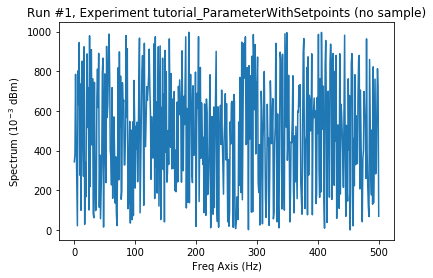 Run #1, Experiment tutorial_ParameterWithSetpoints (no sample)
1000
800
600
400
200
0
Spectrum (10⁻³ dBm)
0 100 200 300 400 500
Freq Axis (Hz)